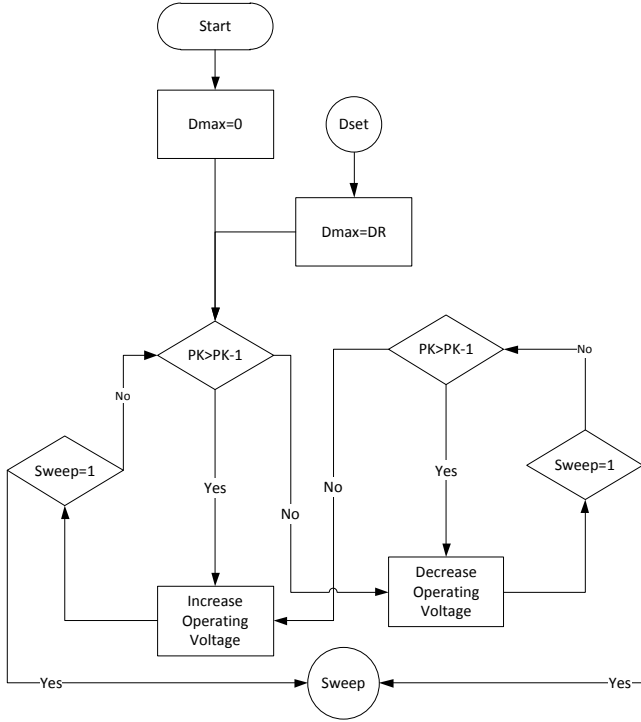 Start
Dmax=0
Dset
Dmax=DR
PK>PK-1
PK>PK-1
No
No
Sweep=1
Sweep=1
Yes
No
Yes
No
Increase
Operating
Voltage
Decrease
Operating
Voltage
Yes
Sweep
Yes